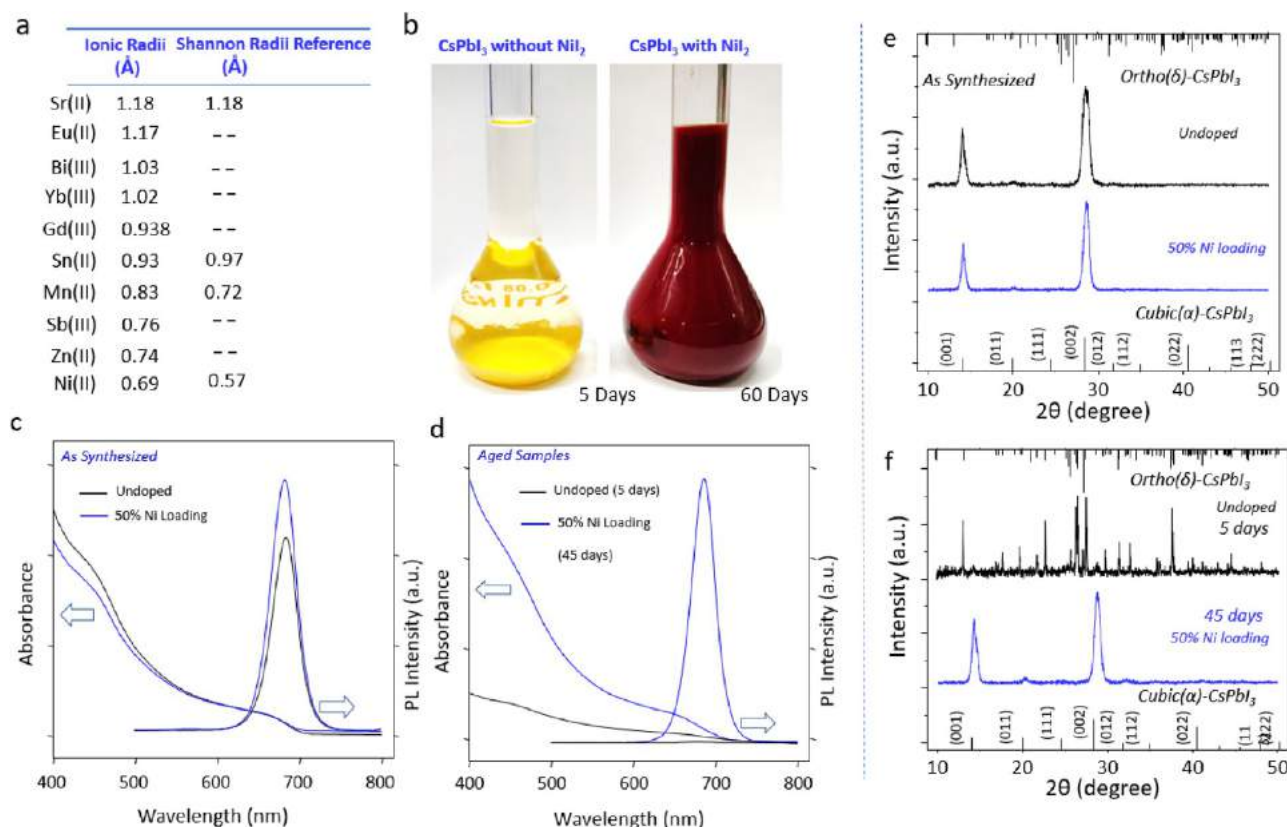 a
Ionic Radii Shannon Radii Reference
(Å) (Å)
Sr(II) 1.18 1.18
Eu(II) 1.17 --
Bi(III) 1.03 --
Yb(III) 1.02 --
Gd(III) 0.938 --
Sn(II) 0.93 0.97
Mn(II) 0.83 0.72
Sb(III) 0.76 --
Zn(II) 0.74 --
Ni(II) 0.69 0.57
b
CsPbI₃ without NiI₂ CsPbI₃ with NiI₂
5 Days 60 Days
c
As Synthesized
Undoped
50% Ni Loading
Absorbance
PL Intensity (a.u.)
400 500 600 700 800
Wavelength (nm)
d
Aged Samples
Undoped (5 days)
50% Ni Loading
(45 days)
Absorbance
PL Intensity (a.u.)
400 500 600 700 800
Wavelength (nm)
e
As Synthesized
Ortho(δ)-CsPbI₃
Undoped
50% Ni loading
Cubic(α)-CsPbI₃
Intensity (a.u.)
(001) (011) (111) (002) (012) (112) (022) (113 (222)
10 20 30 40 50
2θ (degree)
f
Ortho(δ)-CsPbI₃
Undoped
5 days
45 days
50% Ni loading
Cubic(α)-CsPbI₃
Intensity (a.u.)
(001) (011) (111) (002) (012) (112) (022) (11 222)
10 20 30 40 50
2θ (degree)